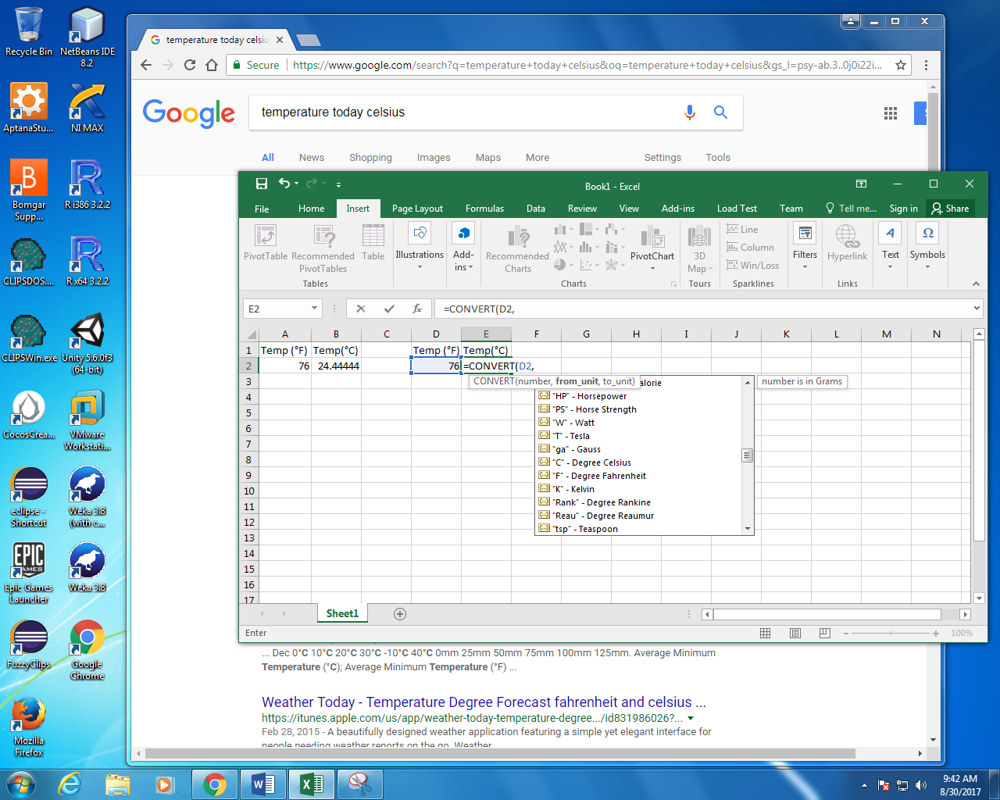 Recycle Bin
NetBeans IDE
8.2
AptanaStu...
NI MAX
Bomgar
Supp...
R i386 3.2.2
CLIPSDOS....
R x64 3.2.2
CLIPSWin.exe
Unity 5.6.0f3
(64-bit)
CocosCrea...
VMware
Workstati...
eclipse -
Shortcut
Weka 3.8
(with c...
Epic Games
Launcher
Weka 3.8
FuzzyClips
Google
Chrome
Mozilla
Firefox
temperature today celsiu
Secure
https://www.google.com/search?q=temperature+today+celsius&oq=temperature+today+celsius&gs_l=psy-ab.3..0j0i22i...
Google
temperature today celsius
All News Shopping Images Maps More Settings Tools
Book1 - Excel
File Home Insert Page Layout Formulas Data Review View Add-ins Load Test Team Tell me... Sign in Share
PivotTable
Recommended
PivotTables
Table
Tables
Illustrations
Add-
ins
Recommended
Charts
PivotChart
Charts
3D
Map
Tours
Line
Column
Win/Loss
Sparklines
Filters
Hyperlink
Links
Text
Symbols
E2
fx
=CONVERT(D2,
A B C D E F G H I J K L M N
1 Temp (°F) Temp(°C) Temp (°F) Temp(°C)
2 76 24.44444 76 =CONVERT(D2,
CONVERT(number, from_unit, to_unit)
alorie
number is in Grams
"HP" - Horsepower
"PS" - Horse Strength
"W" - Watt
"T" - Tesla
"ga" - Gauss
"C" - Degree Celsius
"F" - Degree Fahrenheit
"K" - Kelvin
"Rank" - Degree Rankine
"Reau" - Degree Reaumur
"tsp" - Teaspoon
3
4
5
6
7
8
9
10
11
12
13
14
15
16
17
Sheet1
Enter
100%
... Dec 0°C 10°C 20°C 30°C -10°C 40°C 0mm 25mm 50mm 75mm 100mm 125mm. Average Minimum
Temperature (°C); Average Minimum Temperature (°F) ...
Weather Today - Temperature Degree Forecast fahrenheit and celsius ...
https://itunes.apple.com/us/app/weather-today-temperature-degree.../id831986026?...
Feb 28, 2015 - A beautifully designed weather application featuring a simple yet elegant interface for
people needing weather reports on the go. Weather
9:42 AM
8/30/2017